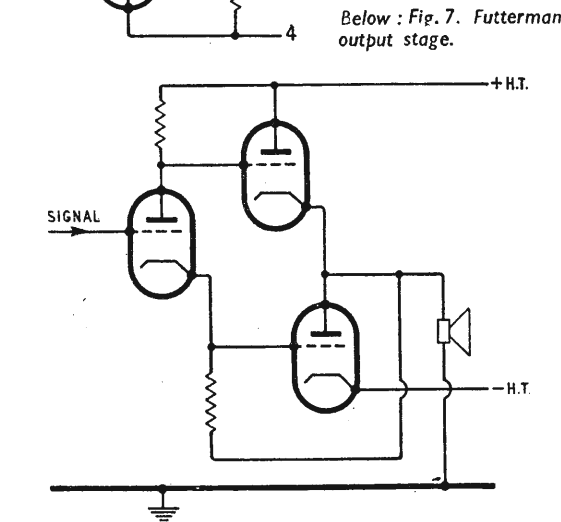 4
Below : Fig. 7. Futterman
output stage.
+ H.T.
SIGNAL
— H.T.